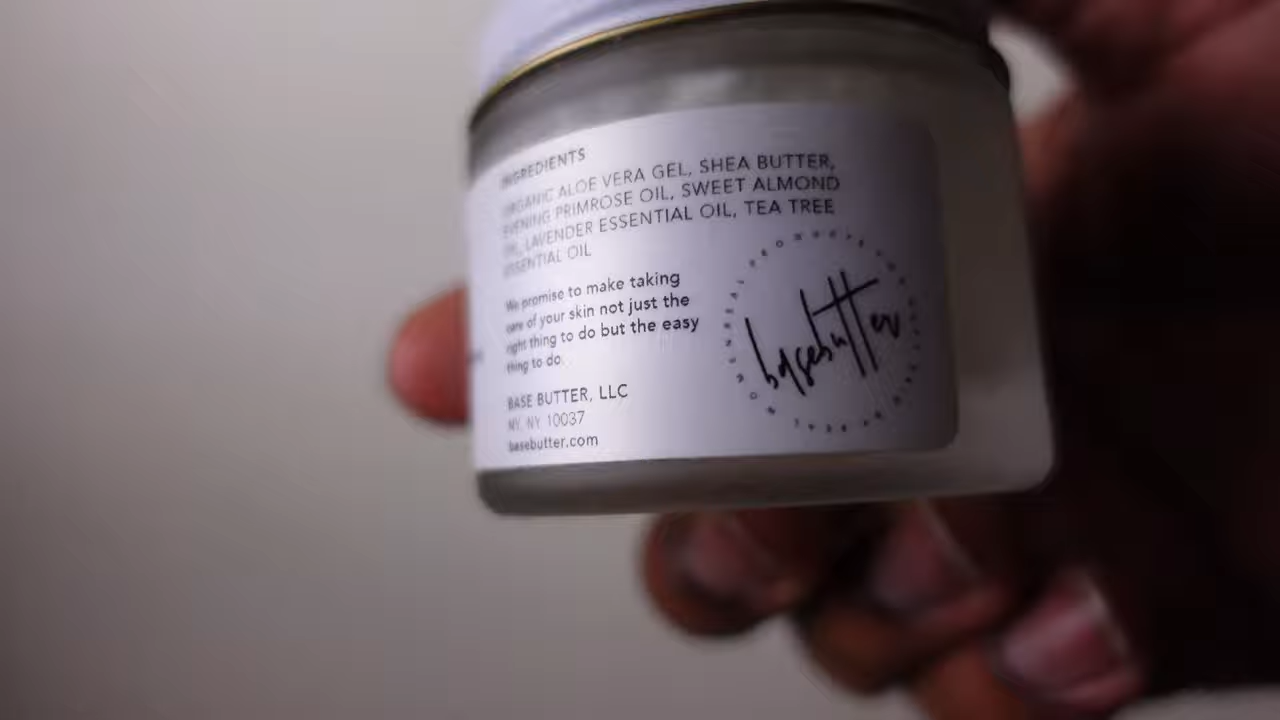 INGREDIENTS
ORGANIC ALOE VERA GEL, SHEA BUTTER,
EVENING PRIMROSE OIL, SWEET ALMOND
OIL, LAVENDER ESSENTIAL OIL, TEA TREE
ESSENTIAL OIL
We promise to make taking
care of your skin not just the
right thing to do but the easy
thing to do.
BASE BUTTER, LLC
NY, NY 10037
basebutter.com
basebutter